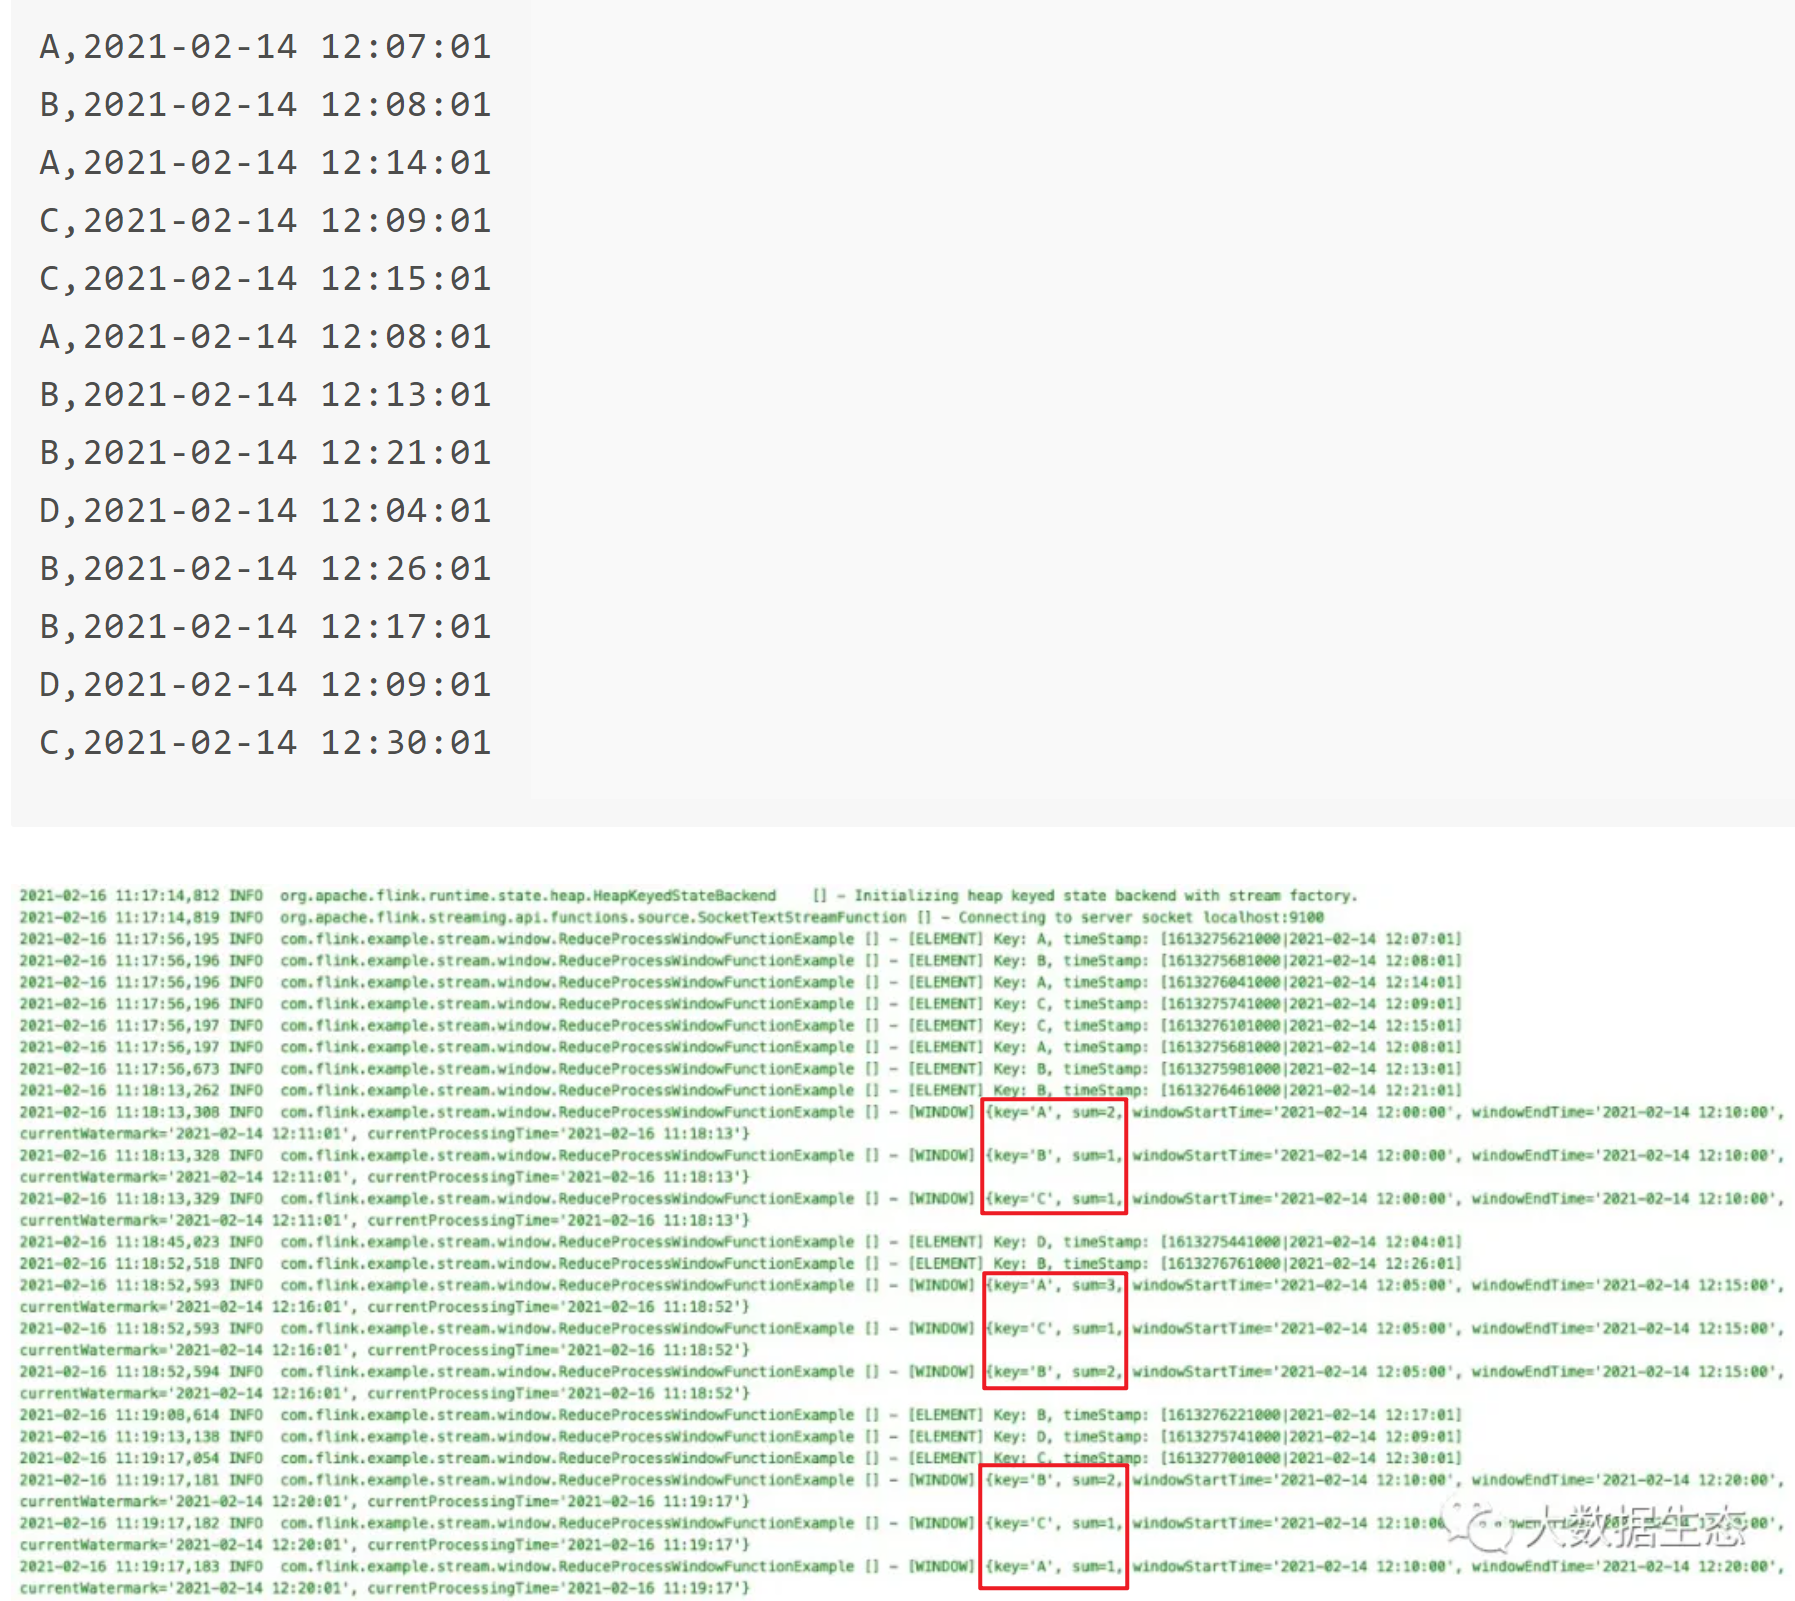 A,2021-02-14 12:07:01
B,2021-02-14 12:08:01
A,2021-02-14 12:14:01
C,2021-02-14 12:09:01
C,2021-02-14 12:15:01
A,2021-02-14 12:08:01
B,2021-02-14 12:13:01
B,2021-02-14 12:21:01
D,2021-02-14 12:04:01
B,2021-02-14 12:26:01
B,2021-02-14 12:17:01
D,2021-02-14 12:09:01
C,2021-02-14 12:30:01
2021-02-16 11:17:14,812 INFO org.apache.flink.runtime.state.heap.HeapKeyedStateBackend [] - Initializing heap keyed state backend with stream factory.
2021-02-16 11:17:14,819 INFO org.apache.flink.streaming.api.functions.source.SocketTextStreamFunction [] - Connecting to server socket localhost:9100
2021-02-16 11:17:56,195 INFO com.flink.example.stream.window.ReduceProcessWindowFunctionExample [] - [ELEMENT] Key: A, timeStamp: [1613275621000|2021-02-14 12:07:01]
2021-02-16 11:17:56,196 INFO com.flink.example.stream.window.ReduceProcessWindowFunctionExample [] - [ELEMENT] Key: B, timeStamp: [1613275681000|2021-02-14 12:08:01]
2021-02-16 11:17:56,196 INFO com.flink.example.stream.window.ReduceProcessWindowFunctionExample [] - [ELEMENT] Key: A, timeStamp: [1613276041000|2021-02-14 12:14:01]
2021-02-16 11:17:56,196 INFO com.flink.example.stream.window.ReduceProcessWindowFunctionExample [] - [ELEMENT] Key: C, timeStamp: [1613275741000|2021-02-14 12:09:01]
2021-02-16 11:17:56,197 INFO com.flink.example.stream.window.ReduceProcessWindowFunctionExample [] - [ELEMENT] Key: C, timeStamp: [1613276101000|2021-02-14 12:15:01]
2021-02-16 11:17:56,197 INFO com.flink.example.stream.window.ReduceProcessWindowFunctionExample [] - [ELEMENT] Key: A, timeStamp: [1613275681000|2021-02-14 12:08:01]
2021-02-16 11:17:56,673 INFO com.flink.example.stream.window.ReduceProcessWindowFunctionExample [] - [ELEMENT] Key: B, timeStamp: [1613275981000|2021-02-14 12:13:01]
2021-02-16 11:18:13,262 INFO com.flink.example.stream.window.ReduceProcessWindowFunctionExample [] - [ELEMENT] Key: B, timeStamp: [1613276461000|2021-02-14 12:21:01]
2021-02-16 11:18:13,308 INFO com.flink.example.stream.window.ReduceProcessWindowFunctionExample [] - [WINDOW] {key='A', sum=2, windowStartTime='2021-02-14 12:00:00', windowEndTime='2021-02-14 12:10:00',
currentWatermark='2021-02-14 12:11:01', currentProcessingTime='2021-02-16 11:18:13'}
2021-02-16 11:18:13,328 INFO com.flink.example.stream.window.ReduceProcessWindowFunctionExample [] - [WINDOW] {key='B', sum=1, windowStartTime='2021-02-14 12:00:00', windowEndTime='2021-02-14 12:10:00',
currentWatermark='2021-02-14 12:11:01', currentProcessingTime='2021-02-16 11:18:13'}
2021-02-16 11:18:13,329 INFO com.flink.example.stream.window.ReduceProcessWindowFunctionExample [] - [WINDOW] {key='C', sum=1, windowStartTime='2021-02-14 12:00:00', windowEndTime='2021-02-14 12:10:00',
currentWatermark='2021-02-14 12:11:01', currentProcessingTime='2021-02-16 11:18:13'}
2021-02-16 11:18:45,023 INFO com.flink.example.stream.window.ReduceProcessWindowFunctionExample [] - [ELEMENT] Key: D, timeStamp: [1613275441000|2021-02-14 12:04:01]
2021-02-16 11:18:52,518 INFO com.flink.example.stream.window.ReduceProcessWindowFunctionExample [] - [ELEMENT] Key: B, timeStamp: [1613276761000|2021-02-14 12:26:01]
2021-02-16 11:18:52,593 INFO com.flink.example.stream.window.ReduceProcessWindowFunctionExample [] - [WINDOW] {key='A', sum=3, windowStartTime='2021-02-14 12:05:00', windowEndTime='2021-02-14 12:15:00',
currentWatermark='2021-02-14 12:16:01', currentProcessingTime='2021-02-16 11:18:52'}
2021-02-16 11:18:52,593 INFO com.flink.example.stream.window.ReduceProcessWindowFunctionExample [] - [WINDOW] {key='C', sum=1, windowStartTime='2021-02-14 12:05:00', windowEndTime='2021-02-14 12:15:00',
currentWatermark='2021-02-14 12:16:01', currentProcessingTime='2021-02-16 11:18:52'}
2021-02-16 11:18:52,594 INFO com.flink.example.stream.window.ReduceProcessWindowFunctionExample [] - [WINDOW] {key='B', sum=2, windowStartTime='2021-02-14 12:05:00', windowEndTime='2021-02-14 12:15:00',
currentWatermark='2021-02-14 12:16:01', currentProcessingTime='2021-02-16 11:18:52'}
2021-02-16 11:19:08,614 INFO com.flink.example.stream.window.ReduceProcessWindowFunctionExample [] - [ELEMENT] Key: B, timeStamp: [1613276221000|2021-02-14 12:17:01]
2021-02-16 11:19:13,138 INFO com.flink.example.stream.window.ReduceProcessWindowFunctionExample [] - [ELEMENT] Key: D, timeStamp: [1613275741000|2021-02-14 12:09:01]
2021-02-16 11:19:17,054 INFO com.flink.example.stream.window.ReduceProcessWindowFunctionExample [] - [ELEMENT] Key: C, timeStamp: [1613277001000|2021-02-14 12:30:01]
2021-02-16 11:19:17,181 INFO com.flink.example.stream.window.ReduceProcessWindowFunctionExample [] - [WINDOW] {key='B', sum=2, windowStartTime='2021-02-14 12:10:00', windowEndTime='2021-02-14 12:20:00',
currentWatermark='2021-02-14 12:20:01', currentProcessingTime='2021-02-16 11:19:17'}
2021-02-16 11:19:17,182 INFO com.flink.example.stream.window.ReduceProcessWindowFunctionExample [] - [WINDOW] {key='C', sum=1, windowStartTime='2021-02-14 12:10:00', windowEndTime='2021-02-14 12:20:00',
currentWatermark='2021-02-14 12:20:01', currentProcessingTime='2021-02-16 11:19:17'}
大数据生态
2021-02-16 11:19:17,183 INFO com.flink.example.stream.window.ReduceProcessWindowFunctionExample [] - [WINDOW] {key='A', sum=1, windowStartTime='2021-02-14 12:10:00', windowEndTime='2021-02-14 12:20:00',
currentWatermark='2021-02-14 12:20:01', currentProcessingTime='2021-02-16 11:19:17'}